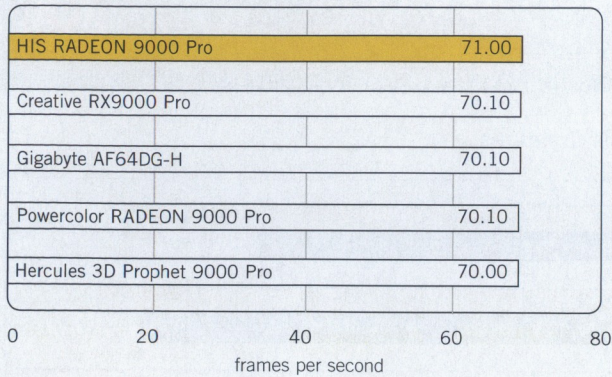 HIS RADEON 9000 Pro 71.00
Creative RX9000 Pro 70.10
Gigabyte AF64DG-H 70.10
Powercolor RADEON 9000 Pro 70.10
Hercules 3D Prophet 9000 Pro 70.00
0 20 40 60 80
frames per second